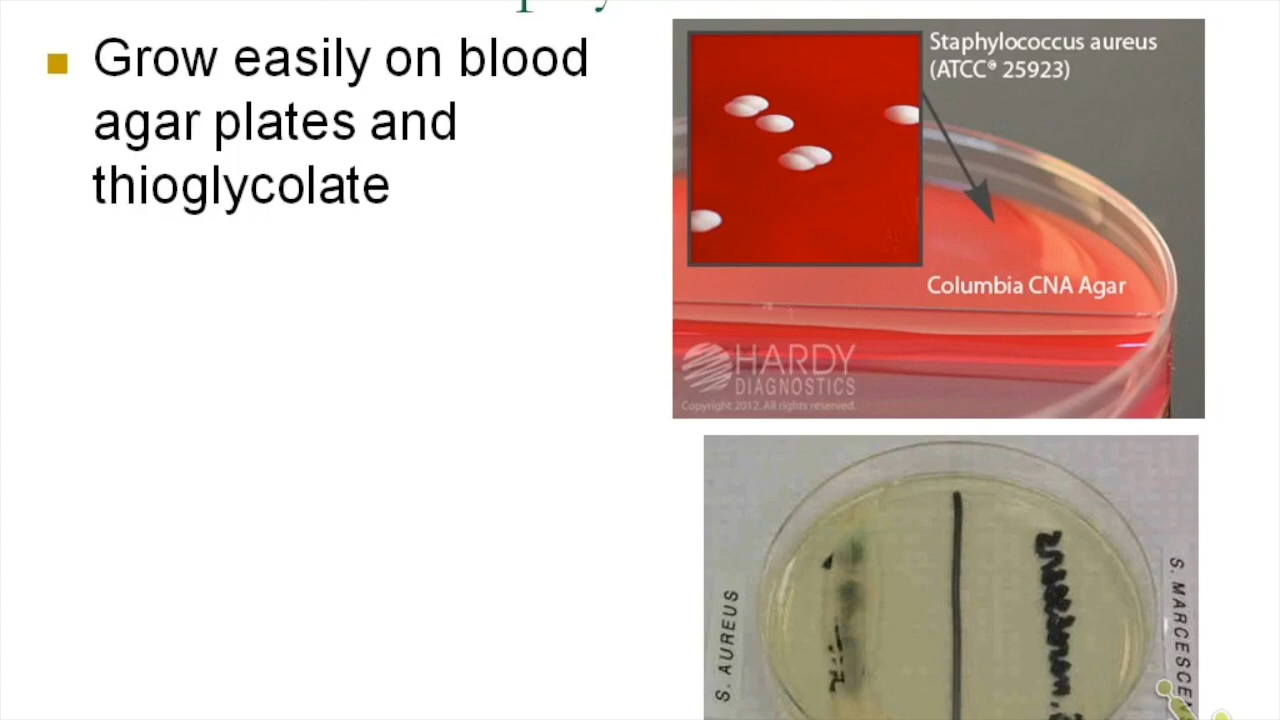 Grow easily on blood
agar plates and
thioglycolate
Staphylococcus aureus
(ATCC® 25923)
Columbia CNA Agar
HARDY
DIAGNOSTICS
Copyright 2012. All rights reserved.
S. AUREUS
S. MARCESCEN